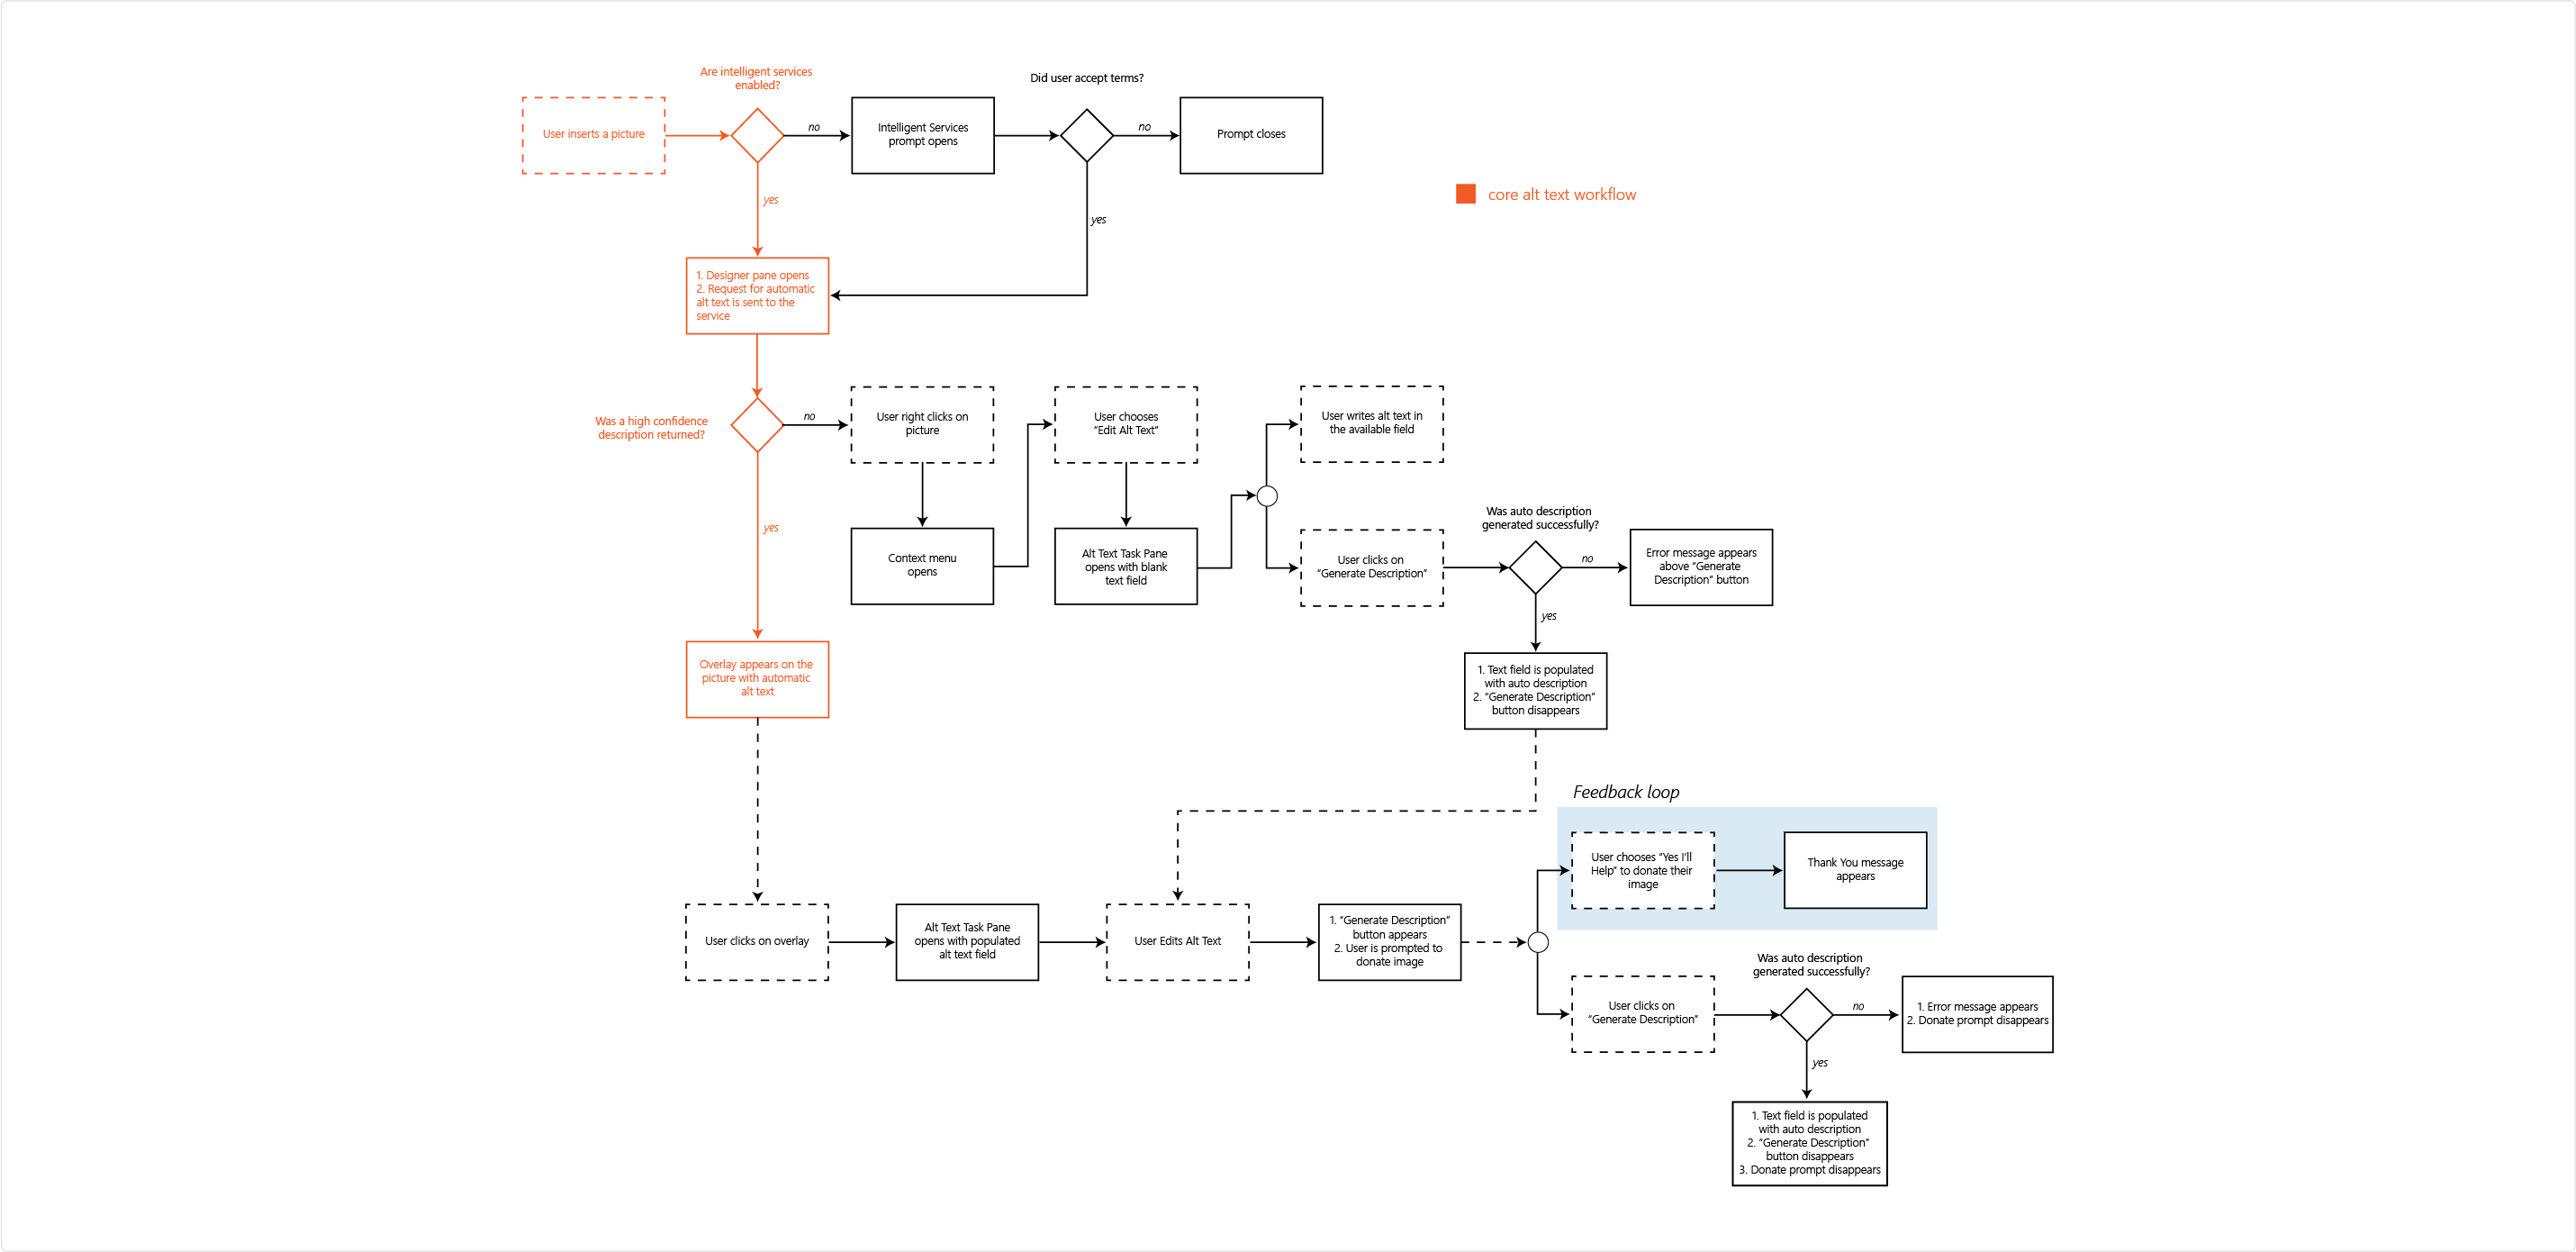 Are intelligent services
enabled?
Did user accept terms?
User inserts a picture
no
Intelligent Services
prompt opens
no
Prompt closes
yes
yes
core alt text workflow
1. Designer pane opens
2. Request for automatic
alt text is sent to the
service
Was a high confidence
description returned?
no
User right clicks on
picture
User chooses
“Edit Alt Text”
User writes alt text in
the available field
yes
Context menu
opens
Alt Text Task Pane
opens with blank
text field
User clicks on
“Generate Description”
Was auto description
generated successfully?
no
Error message appears
above “Generate
Description” button
yes
Overlay appears on the
picture with automatic
alt text
1. Text field is populated
with auto description
2. “Generate Description”
button disappears
Feedback loop
User chooses “Yes I’ll
Help” to donate their
image
Thank You message
appears
User clicks on overlay
Alt Text Task Pane
opens with populated
alt text field
User Edits Alt Text
1. “Generate Description”
button appears
2. User is prompted to
donate image
User clicks on
“Generate Description”
Was auto description
generated successfully?
no
1. Error message appears
2. Donate prompt disappears
yes
1. Text field is populated
with auto description
2. “Generate Description”
button disappears
3. Donate prompt disappears